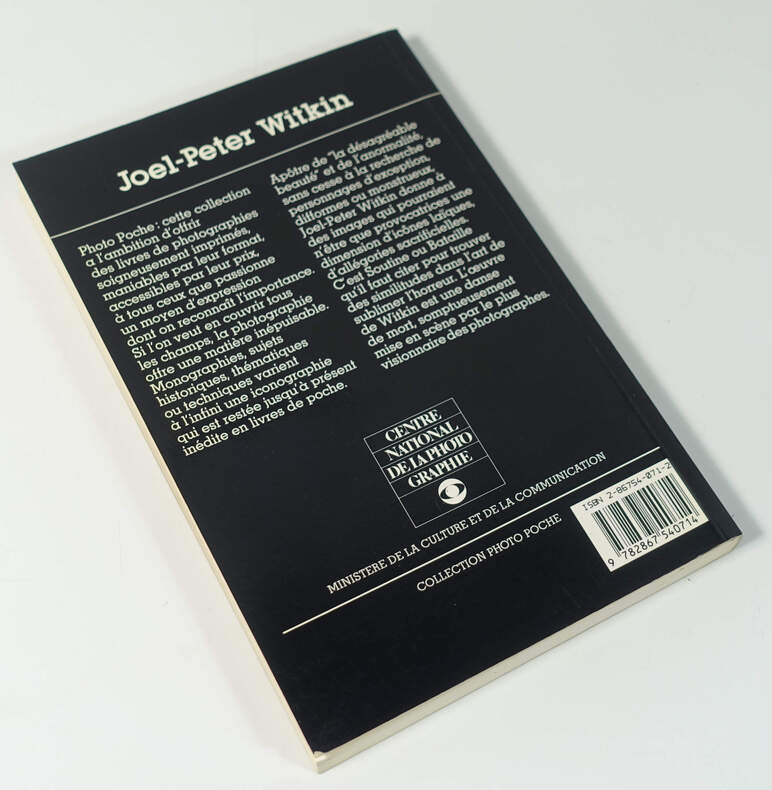 Joel-Peter Witkin
Photo Poche: cette collection
a l'ambition d'offrir
des livres de photographies
soigneusement imprimés,
maniables par leur format,
accessibles par leur prix,
à tous ceux que passionne
un moyen d'expression
dont on reconnaît l'importance.
Si l'on veut en couvrir tous
les champs, la photographie
offre une matière inépuisable.
Monographies, sujets
historiques, thématiques
ou techniques varient
à l'infini une iconographie
qui est restée jusqu'à présent
inédite en livres de poche.
Apôtre de "la désagréable
beauté" et de l'anormalité,
sans cesse à la recherche de
personnages d'exception,
difformes ou monstrueux,
Joel-Peter Witkin donne à
des images qui pourraient
n'être que provocatrices une
dimension d'icônes laïques,
d'allégories sacrificielles.
C'est Soutine ou Bataille
qu'il faut citer pour trouver
des similitudes dans l'art de
sublimer l'horreur. L'œuvre
de Witkin est une danse
de mort, somptueusement
mise en scène par le plus
visionnaire des photographes.
CENTRE
NATIONAL
DE LA PHOTO
GRAPHIE
MINISTERE DE LA CULTURE ET DE LA COMMUNICATION
COLLECTION PHOTO POCHE
ISBN 2-86754-071-2
9 782867 540714